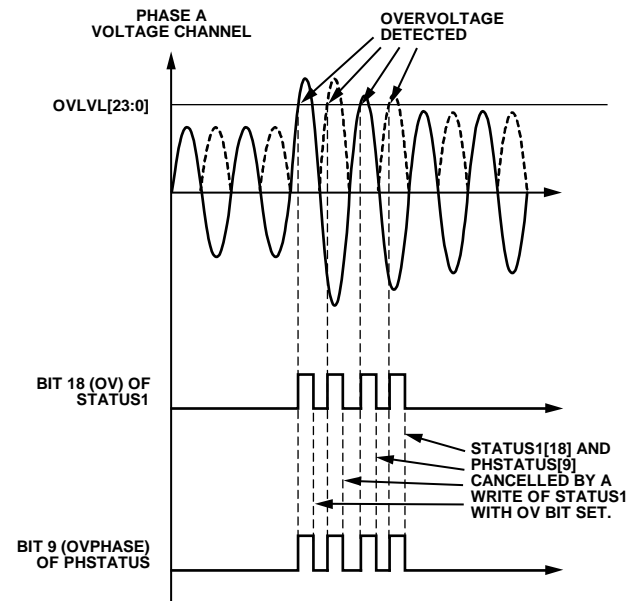 PHASE A
VOLTAGE CHANNEL
OVERVOLTAGE
DETECTED
OVLVL[23:0]
BIT 18 (OV) OF
STATUS1
STATUS1[18] AND
PHSTATUS[9]
CANCELLED BY A
WRITE OF STATUS1
WITH OV BIT SET.
BIT 9 (OVPHASE)
OF PHSTATUS